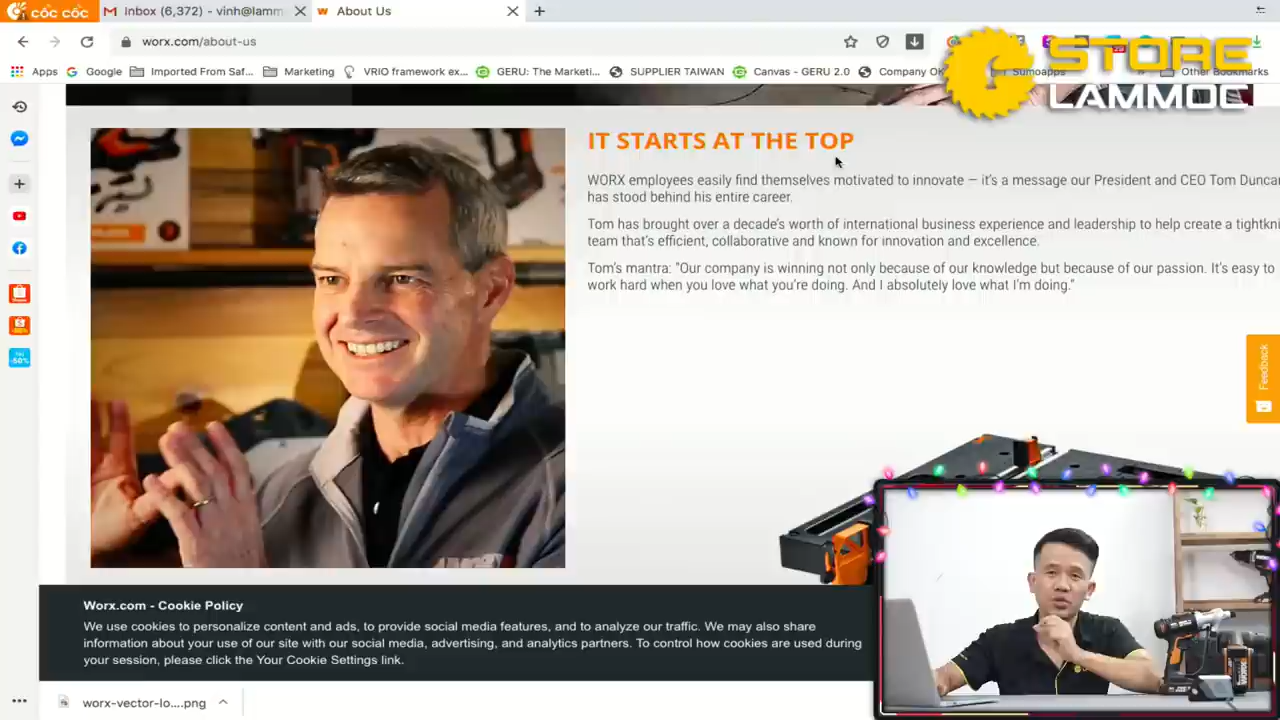 cốc cốc
Inbox (6,372) - vinh@lamm
About Us
worx.com/about-us
Apps
Google
Imported From Saf...
Marketing
VRIO framework ex...
GERU: The Marketi...
SUPPLIER TAIWAN
Canvas - GERU 2.0
Company OK
Sumoapps
Other Bookmarks
STORE
LAMMOC
IT STARTS AT THE TOP
WORX employees easily find themselves motivated to innovate — it's a message our President and CEO Tom Duncan
has stood behind his entire career.
Tom has brought over a decade's worth of international business experience and leadership to help create a tightkni
team that's efficient, collaborative and known for innovation and excellence.
Tom's mantra: "Our company is winning not only because of our knowledge but because of our passion. It's easy to
work hard when you love what you're doing. And I absolutely love what I'm doing."
Feedback
Worx.com - Cookie Policy
We use cookies to personalize content and ads, to provide social media features, and to analyze our traffic. We may also share
information about your use of our site with our social media, advertising, and analytics partners. To control how cookies are used during
your session, please click the Your Cookie Settings link.
worx-vector-lo....png